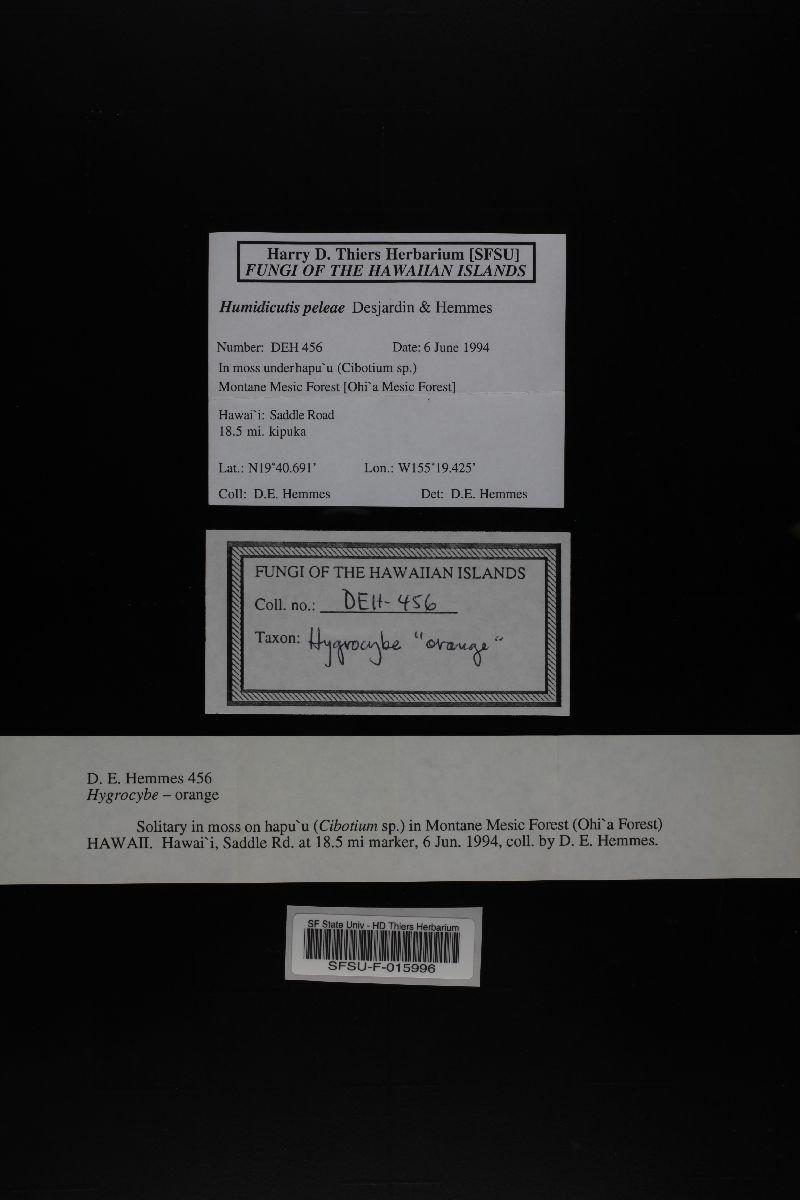 Harry D. Thiers Herbarium [SFSU]
FUNGI OF THE HAWAIIAN ISLANDS
Humidicutis peleae Desjardin & Hemmes
Number: DEH 456 Date: 6 June 1994
In moss under hapu`u (Cibotium sp.)
Montane Mesic Forest [Ohi`a Mesic Forest]
Hawai`i: Saddle Road
18.5 mi. kipuka
Lat.: N19°40.691' Lon.: W155°19.425'
Coll: D.E. Hemmes Det: D.E. Hemmes
FUNGI OF THE HAWAIIAN ISLANDS
Coll. no.: DEH-456
Taxon: Hygrocybe "orange"
D. E. Hemmes 456
Hygrocybe – orange
Solitary in moss on hapu`u (Cibotium sp.) in Montane Mesic Forest (Ohi`a Forest)
HAWAII. Hawai`i, Saddle Rd. at 18.5 mi marker, 6 Jun. 1994, coll. by D. E. Hemmes.
SF State Univ - HD Thiers Herbarium
SFSU-F-015996